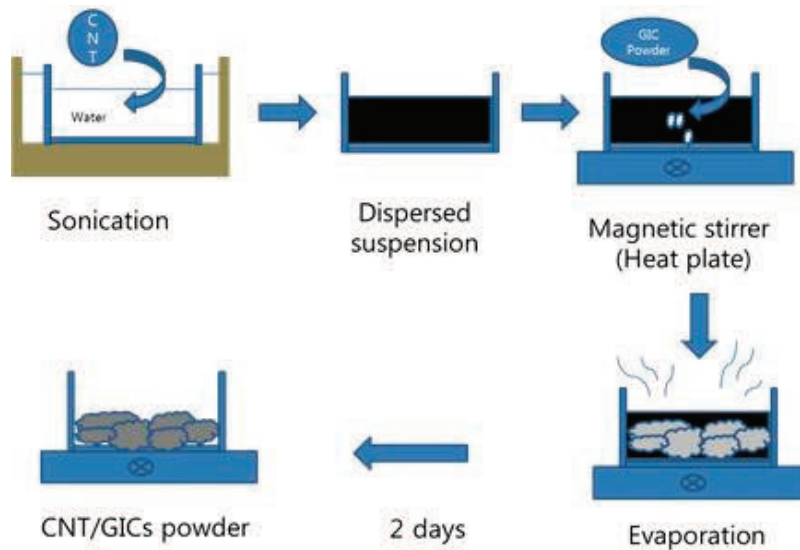 C
N
T
Water
Sonication
Dispersed
suspension
GIC
Powder
Magnetic stirrer
(Heat plate)
Evaporation
2 days
CNT/GICs powder